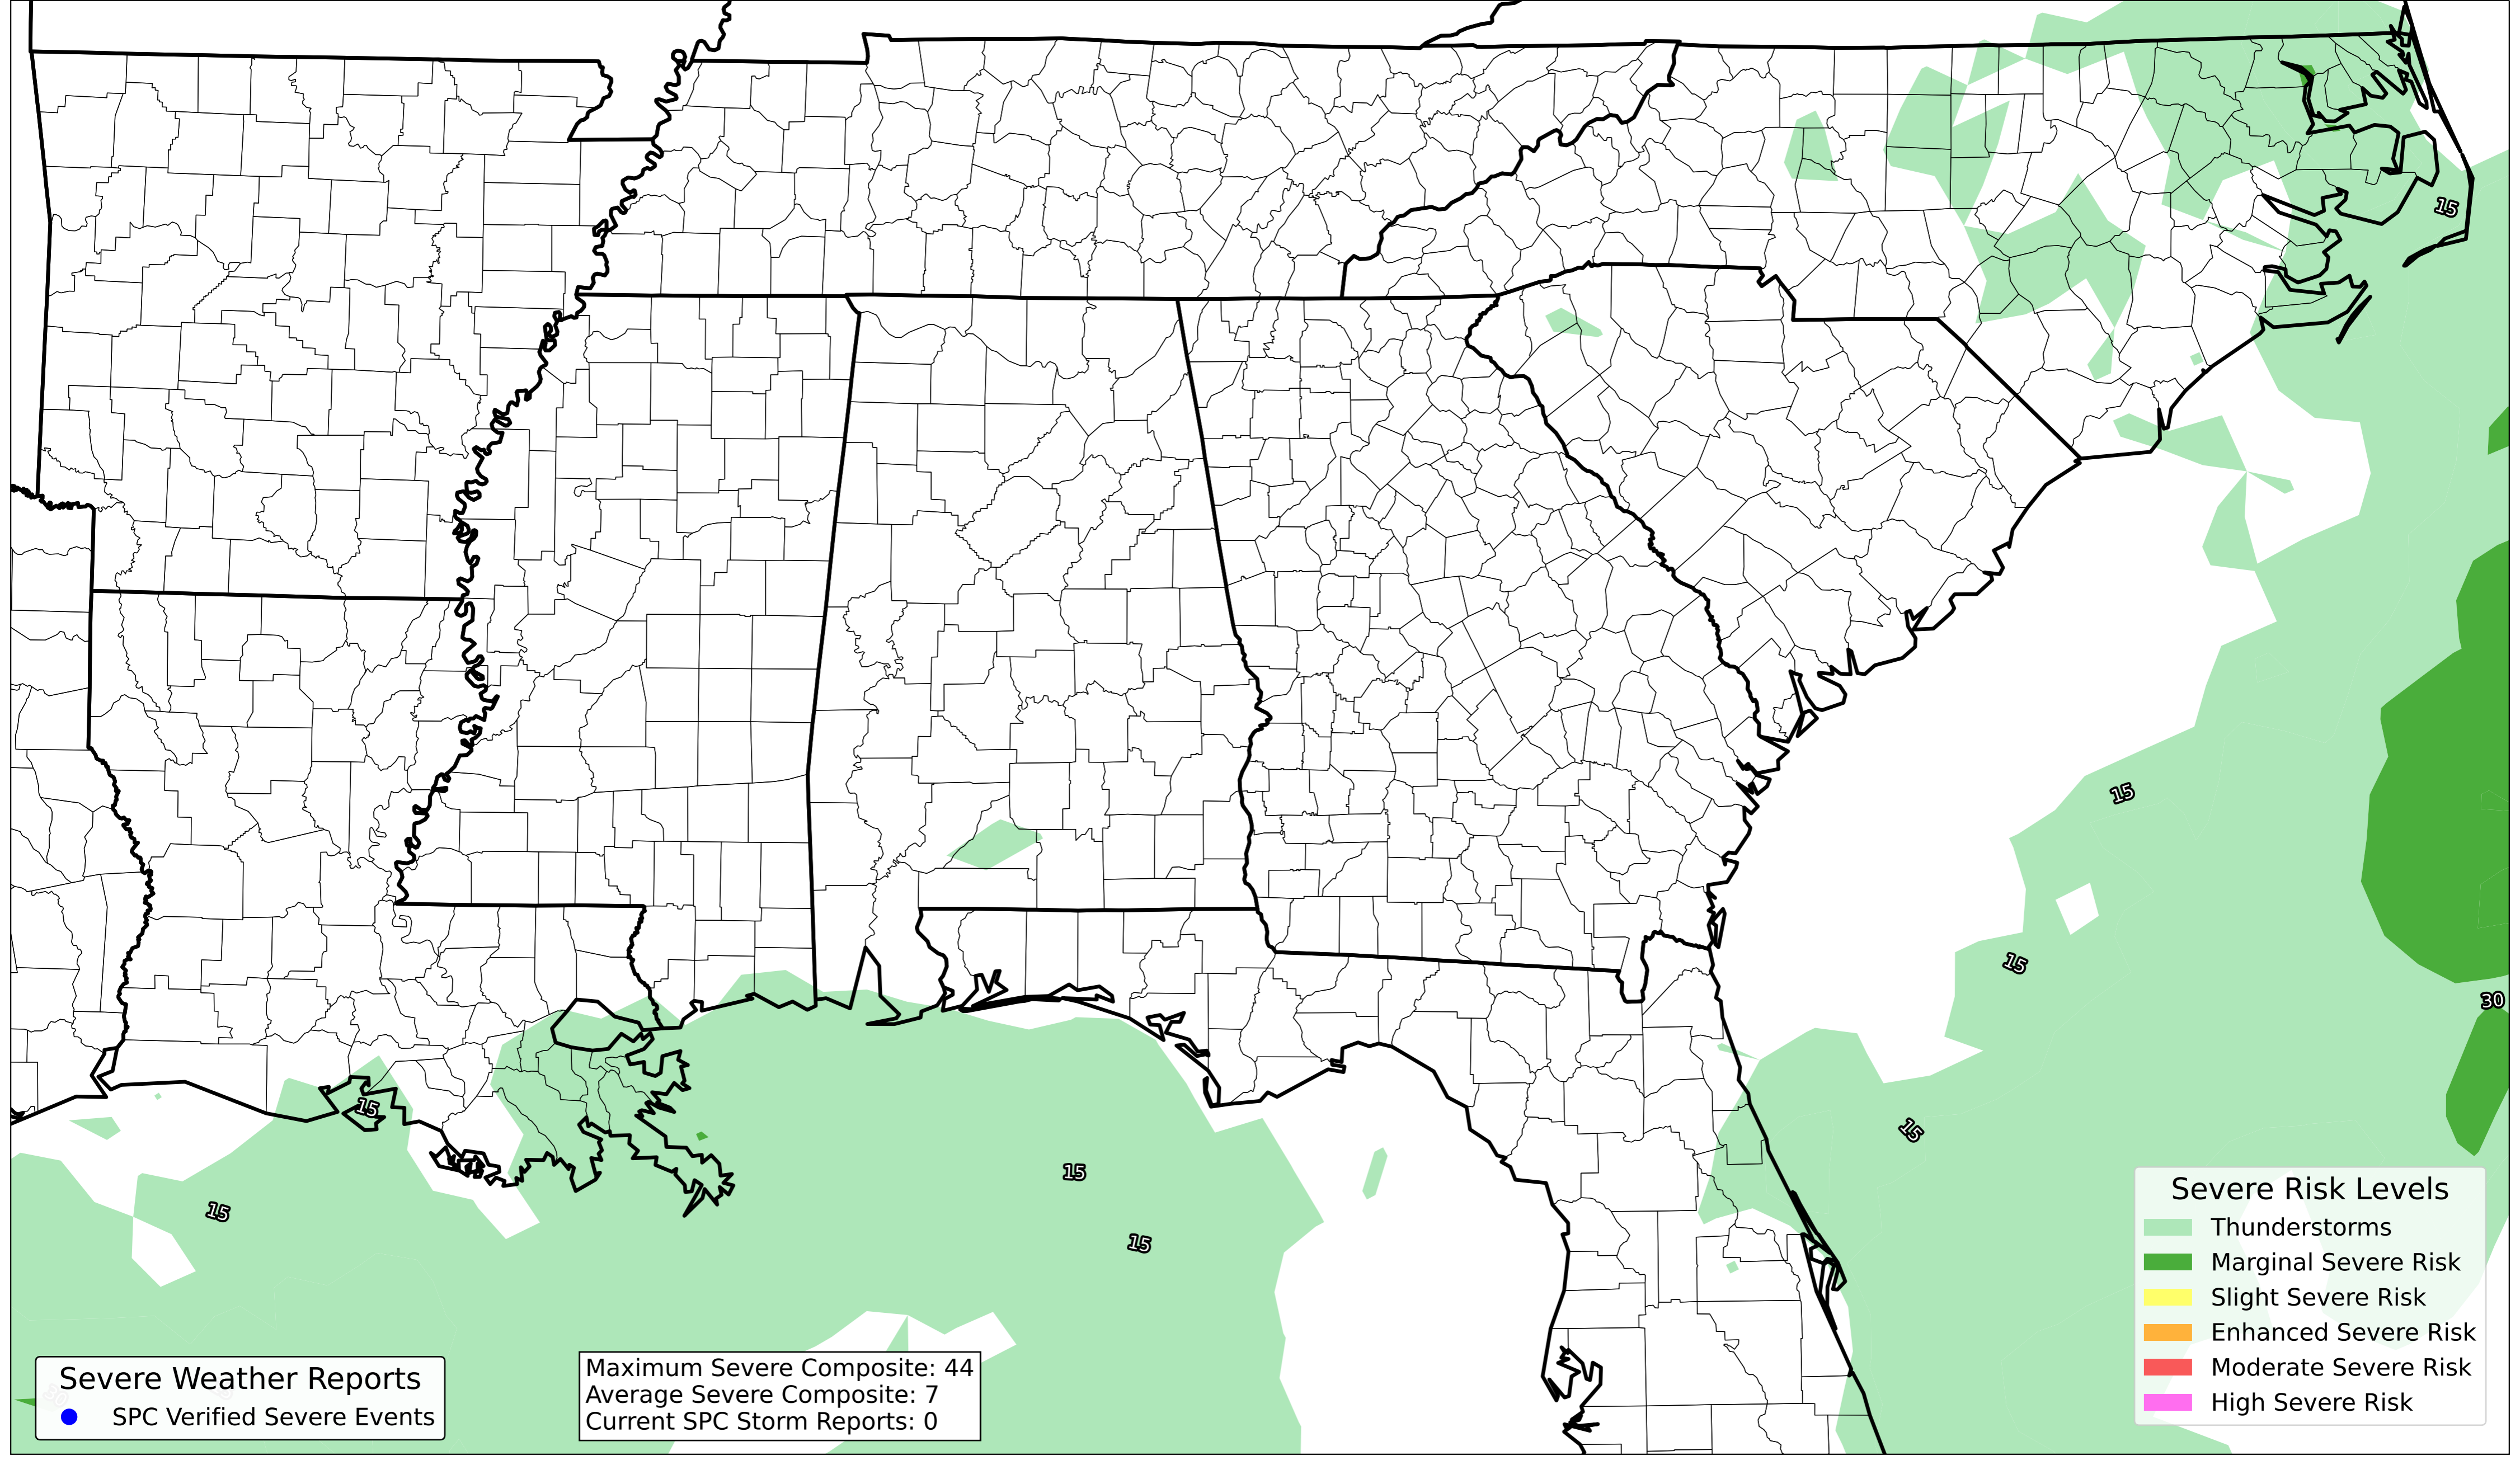 15
15
15
30
15
15
15
15
15
Severe Risk Levels
Thunderstorms
Marginal Severe Risk
Slight Severe Risk
Enhanced Severe Risk
Moderate Severe Risk
High Severe Risk
Severe Weather Reports
SPC Verified Severe Events
Maximum Severe Composite: 44
Average Severe Composite: 7
Current SPC Storm Reports: 0